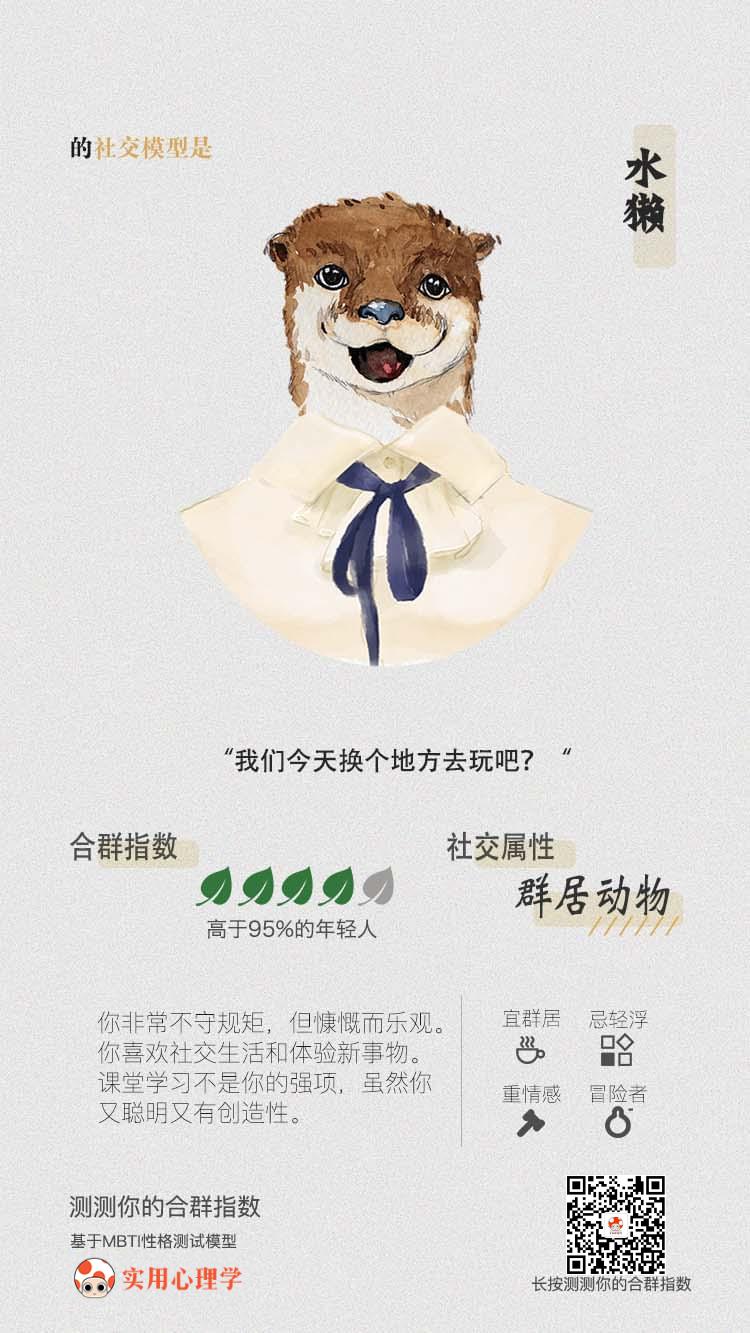 的社交模型是
水獭
“我们今天换个地方去玩吧？“
合群指数
高于95%的年轻人
社交属性
群居动物
你非常不守规矩，但慷慨而乐观。
你喜欢社交生活和体验新事物。
课堂学习不是你的强项，虽然你
又聪明又有创造性。
宜群居 忌轻浮
重情感 冒险者
测测你的合群指数
基于MBTI性格测试模型
实用心理学
长按测测你的合群指数